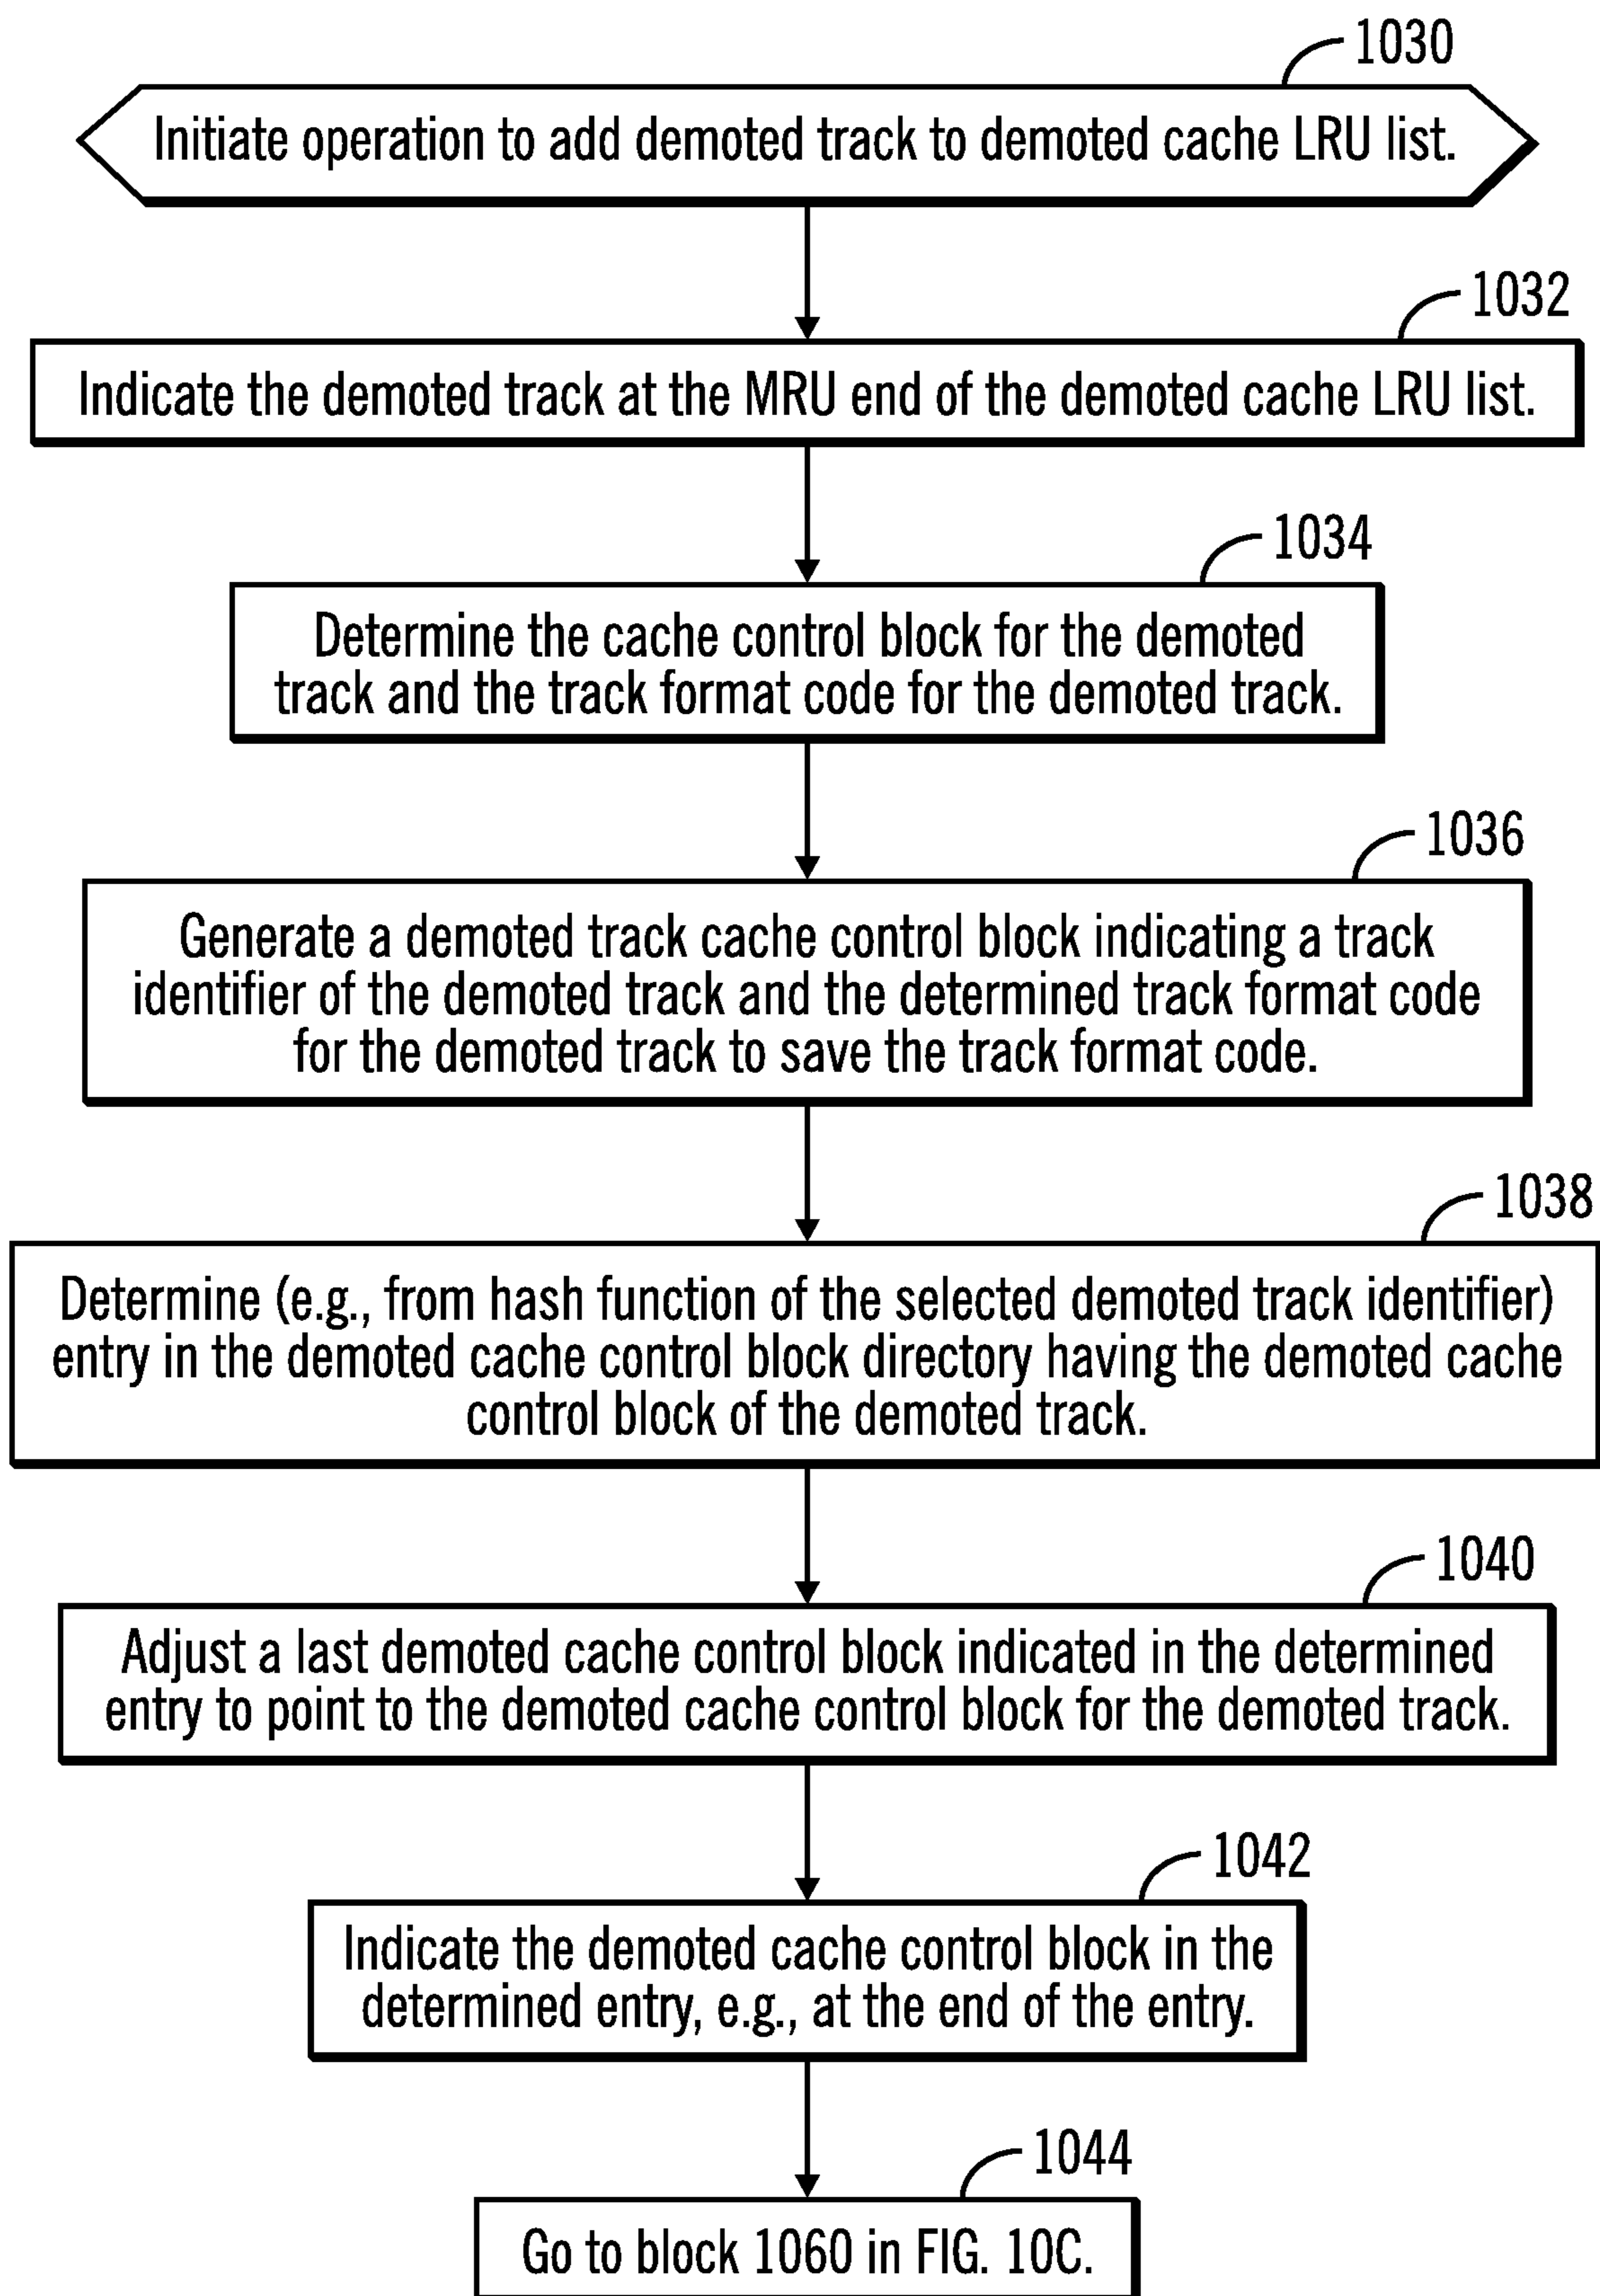 1030
Initiate operation to add demoted track to demoted cache LRU list.
1032
Indicate the demoted track at the MRU end of the demoted cache LRU list.
1034
Determine the cache control block for the demoted
track and the track format code for the demoted track.
1036
Generate a demoted track cache control block indicating a track
identifier of the demoted track and the determined track format code
for the demoted track to save the track format code.
1038
Determine (e.g., from hash function of the selected demoted track identifier)
entry in the demoted cache control block directory having the demoted cache
control block of the demoted track.
1040
Adjust a last demoted cache control block indicated in the determined
entry to point to the demoted cache control block for the demoted track.
1042
Indicate the demoted cache control block in the
determined entry, e.g., at the end of the entry.
1044
Go to block 1060 in FIG. 10C.